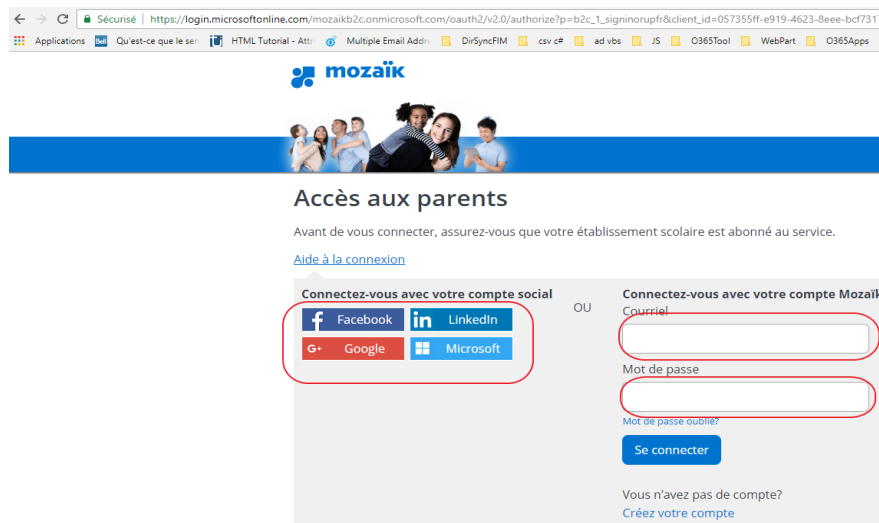 Sécurisé | https://login.microsoftonline.com/mozaikb2c.onmicrosoft.com/oauth2/v2.0/authorize?p=b2c_1_signinorupfr&client_id=057355ff-e919-4623-8eee-bcf7317
Applications Bell Qu'est-ce que le ser HTML Tutorial - Attr Multiple Email Addre DirSyncFIM csv c# ad vbs JS O365Tool WebPart O365Apps
mozaïk
Accès aux parents
Avant de vous connecter, assurez-vous que votre établissement scolaire est abonné au service.
Aide à la connexion
Connectez-vous avec votre compte social
f Facebook in LinkedIn
G+ Google Microsoft
OU
Connectez-vous avec votre compte Mozaïk
Courriel
Mot de passe
Mot de passe oublié?
Se connecter
Vous n'avez pas de compte?
Créez votre compte